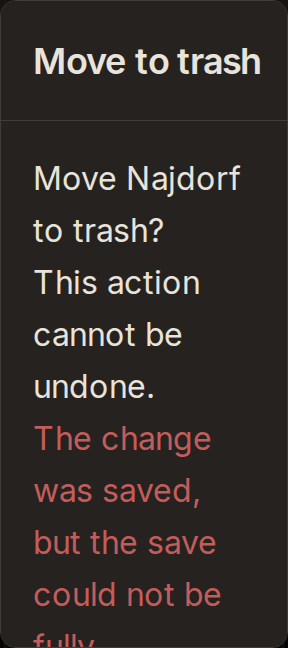 Move to trash
Move Najdorf
to trash?
This action
cannot be
undone.
The change
was saved,
but the save
could not be
fully